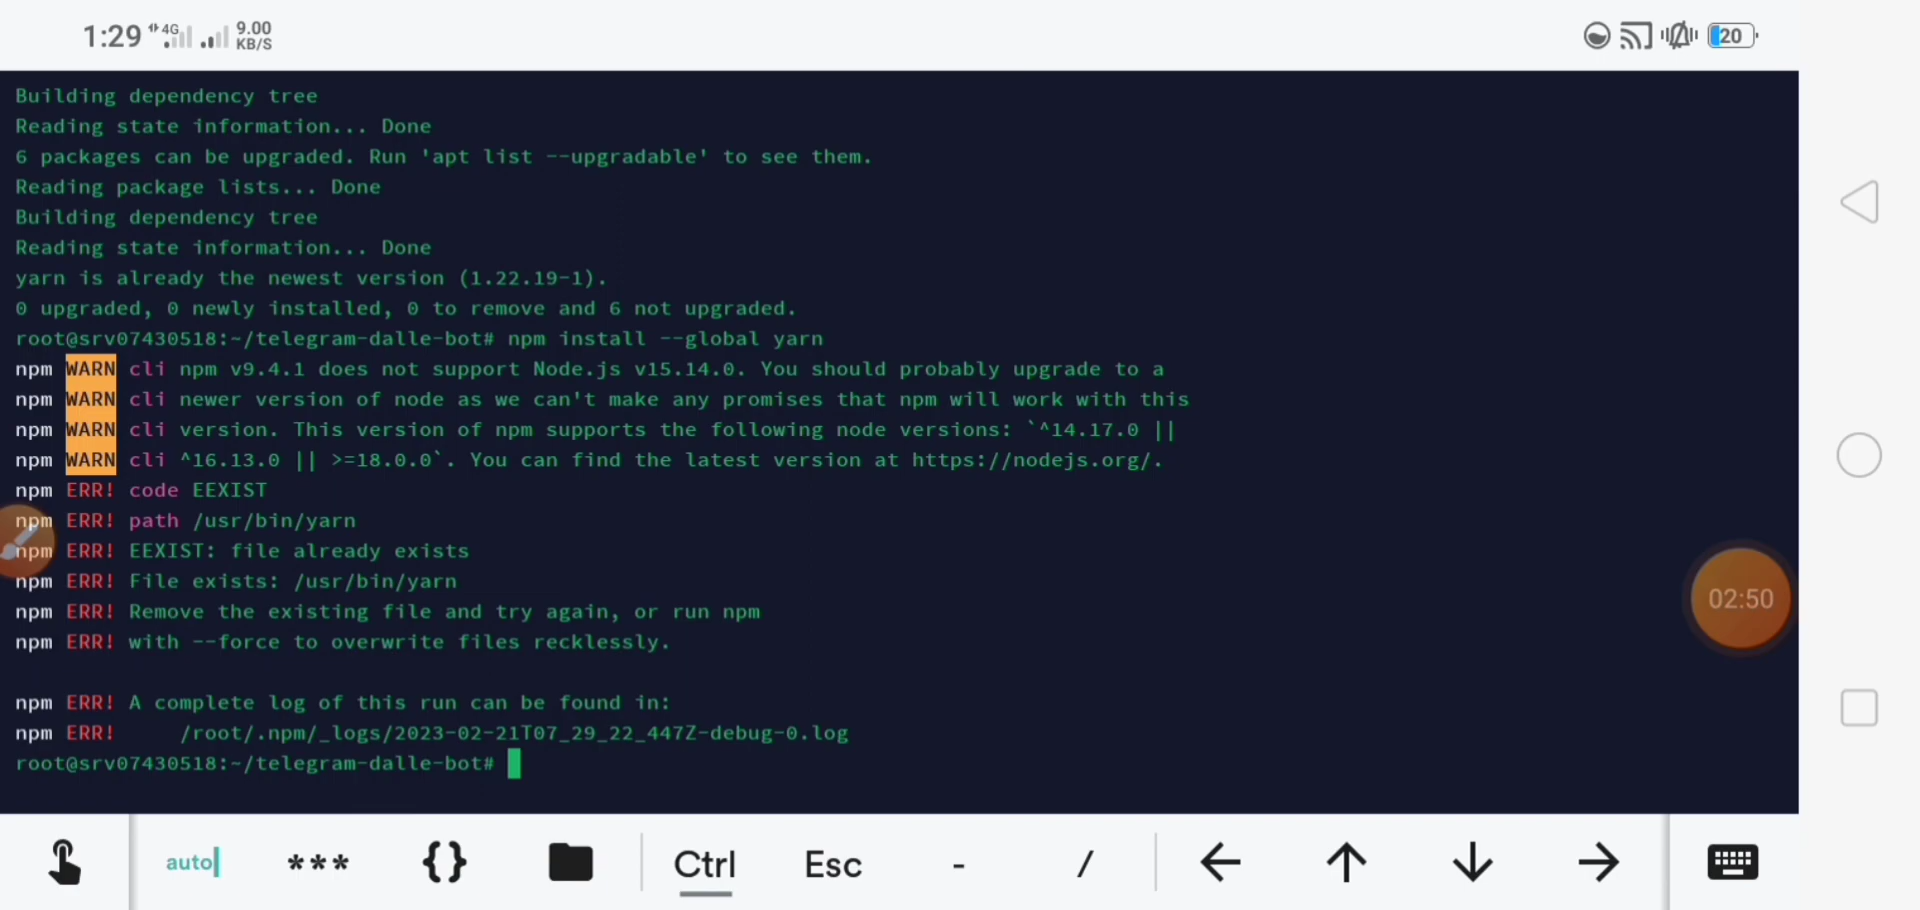 1:29 4G 9.00 KB/S 20
Building dependency tree
Reading state information... Done
6 packages can be upgraded. Run 'apt list --upgradable' to see them.
Reading package lists... Done
Building dependency tree
Reading state information... Done
yarn is already the newest version (1.22.19-1).
0 upgraded, 0 newly installed, 0 to remove and 6 not upgraded.
root@srv07430518:~/telegram-dalle-bot# npm install --global yarn
npm WARN cli npm v9.4.1 does not support Node.js v15.14.0. You should probably upgrade to a
npm WARN cli newer version of node as we can't make any promises that npm will work with this
npm WARN cli version. This version of npm supports the following node versions: `^14.17.0 ||
npm WARN cli ^16.13.0 || >=18.0.0`. You can find the latest version at https://nodejs.org/.
npm ERR! code EEXIST
npm ERR! path /usr/bin/yarn
npm ERR! EEXIST: file already exists
npm ERR! File exists: /usr/bin/yarn
npm ERR! Remove the existing file and try again, or run npm
npm ERR! with --force to overwrite files recklessly.
02:50
npm ERR! A complete log of this run can be found in:
npm ERR!     /root/.npm/_logs/2023-02-21T07_29_22_447Z-debug-0.log
root@srv07430518:~/telegram-dalle-bot#
auto *** {} Ctrl Esc - / ← ↑ ↓ →